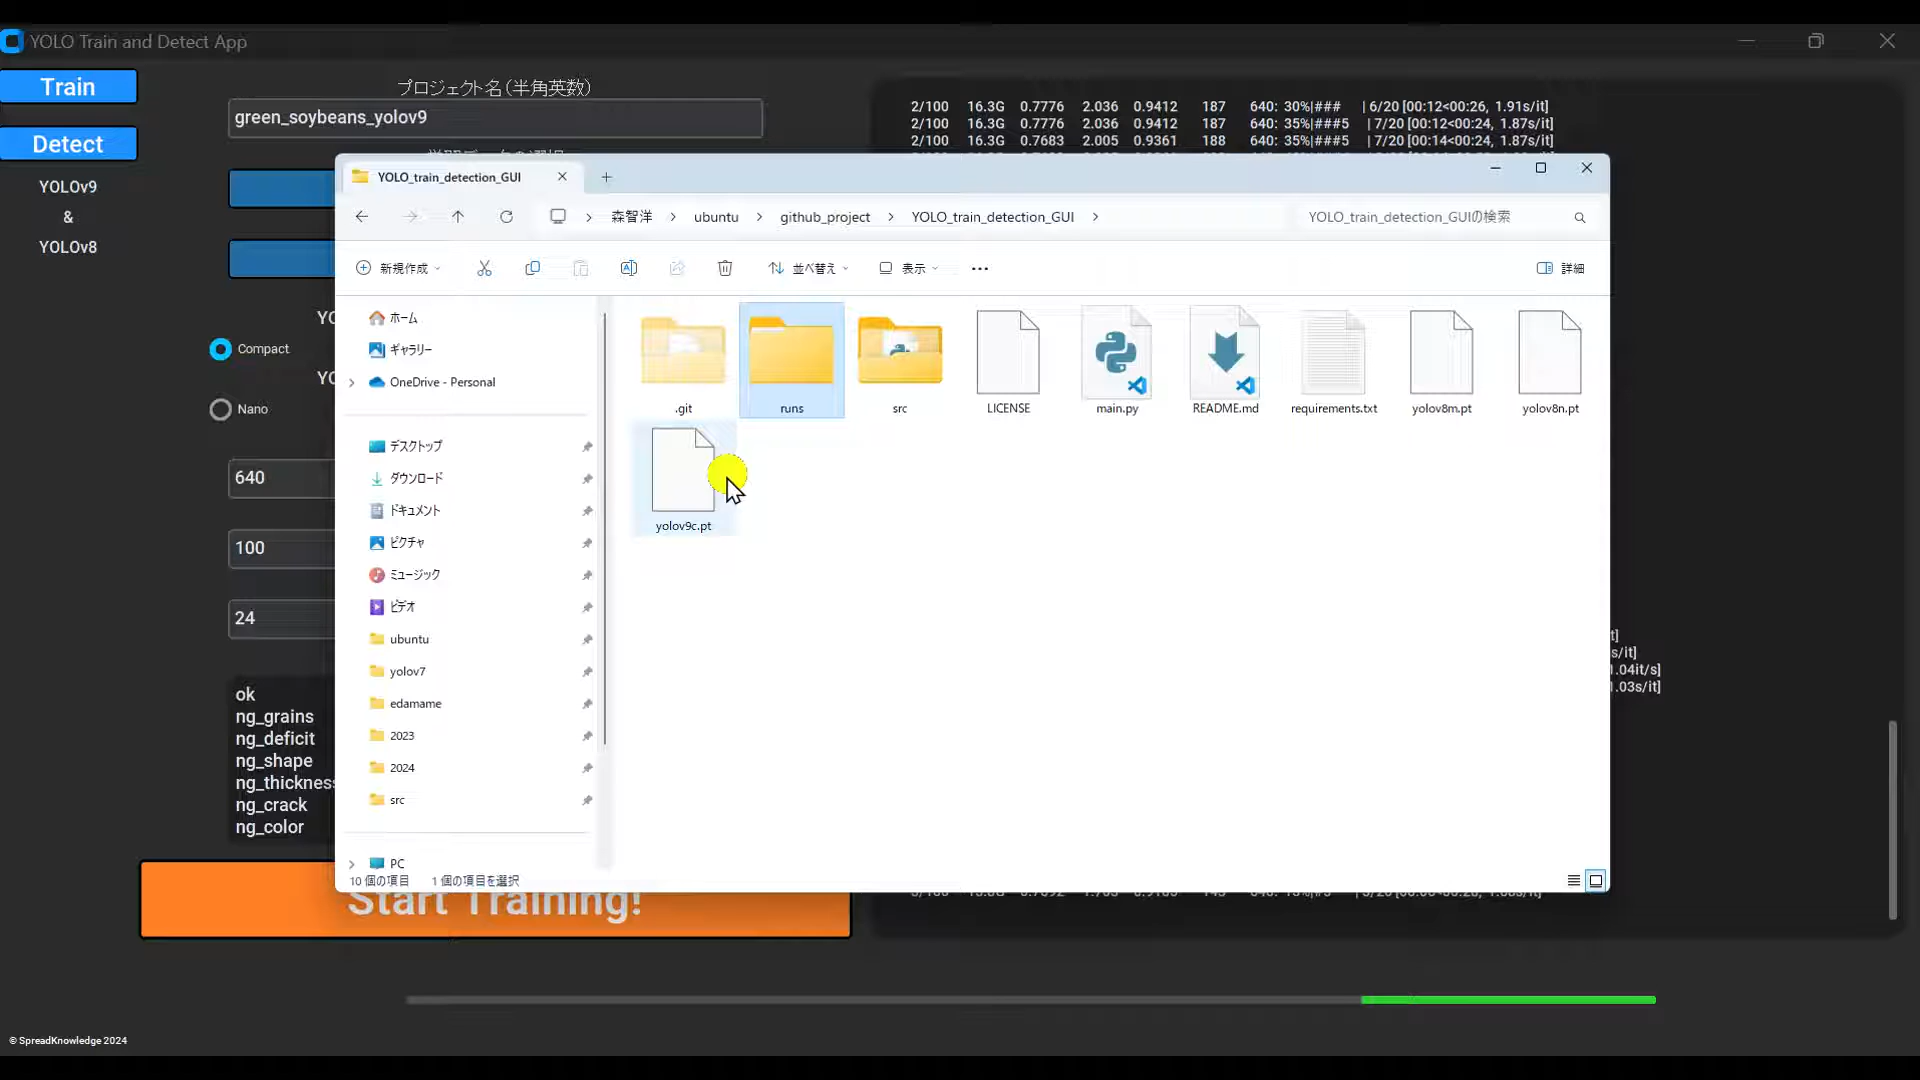 YOLO Train and Detect App
Train
Detect
YOLOv9
&
YOLOv8
プロジェクト名(半角英数)
green_soybeans_yolov9
Compact
Nano
640
100
24
ok
ng_grains
ng_deficit
ng_shape
ng_thickness
ng_crack
ng_color
Start Training!
2/100 16.3G 0.7776 2.036 0.9412 187 640: 30%|### | 6/20 [00:12<00:26, 1.91s/it]
2/100 16.3G 0.7776 2.036 0.9412 187 640: 35%|###5 | 7/20 [00:12<00:24, 1.87s/it]
2/100 16.3G 0.7683 2.005 0.9361 188 640: 35%|###5 | 7/20 [00:14<00:24, 1.87s/it]
YOLO_train_detection_GUI
森智洋 > ubuntu > github_project > YOLO_train_detection_GUI >
YOLO_train_detection_GUIの検索
新規作成
並べ替え
表示
詳細
ホーム
ギャラリー
OneDrive - Personal
デスクトップ
ダウンロード
ドキュメント
ピクチャ
ミュージック
ビデオ
ubuntu
yolov7
edamame
2023
2024
src
PC
.git
runs
src
LICENSE
main.py
README.md
requirements.txt
yolov8m.pt
yolov8n.pt
yolov9c.pt
10 個の項目 1 個の項目を選択
t]
s/it]
1.04it/s]
1.03s/it]
© SpreadKnowledge 2024